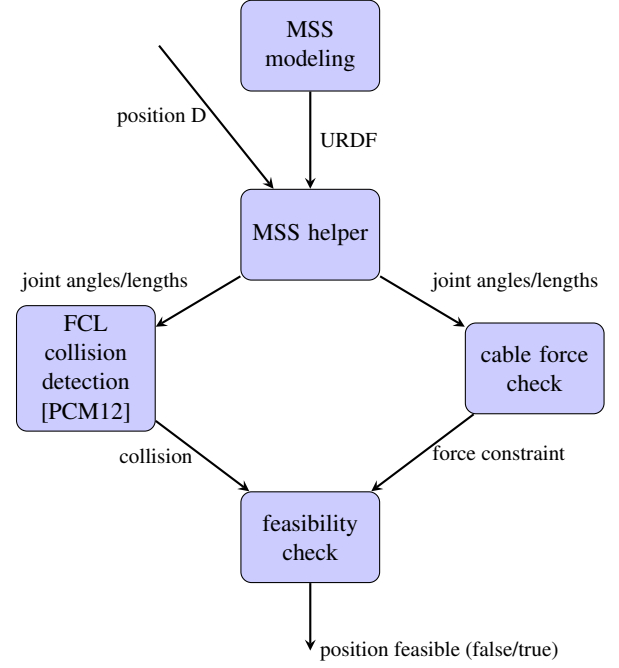 MSS
modeling
position D
URDF
MSS helper
joint angles/lengths
joint angles/lengths
FCL
collision
detection
[PCM12]
cable force
check
collision
force constraint
feasibility
check
position feasible (false/true)